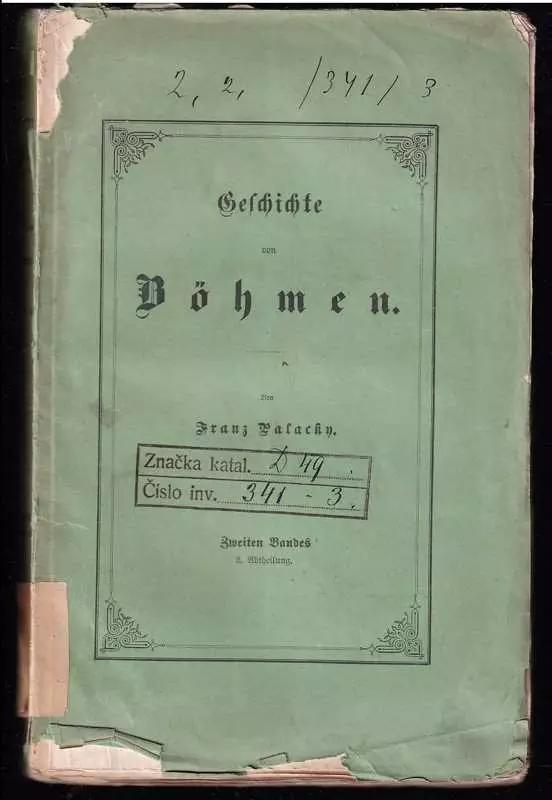 2, 2, /341/ 3
Geschichte
von
Böhmen.
Von
Franz Palacky.
Značka katal. D 49.
Číslo inv. 341 - 3.
Zweiten Bandes
2. Abtheilung.